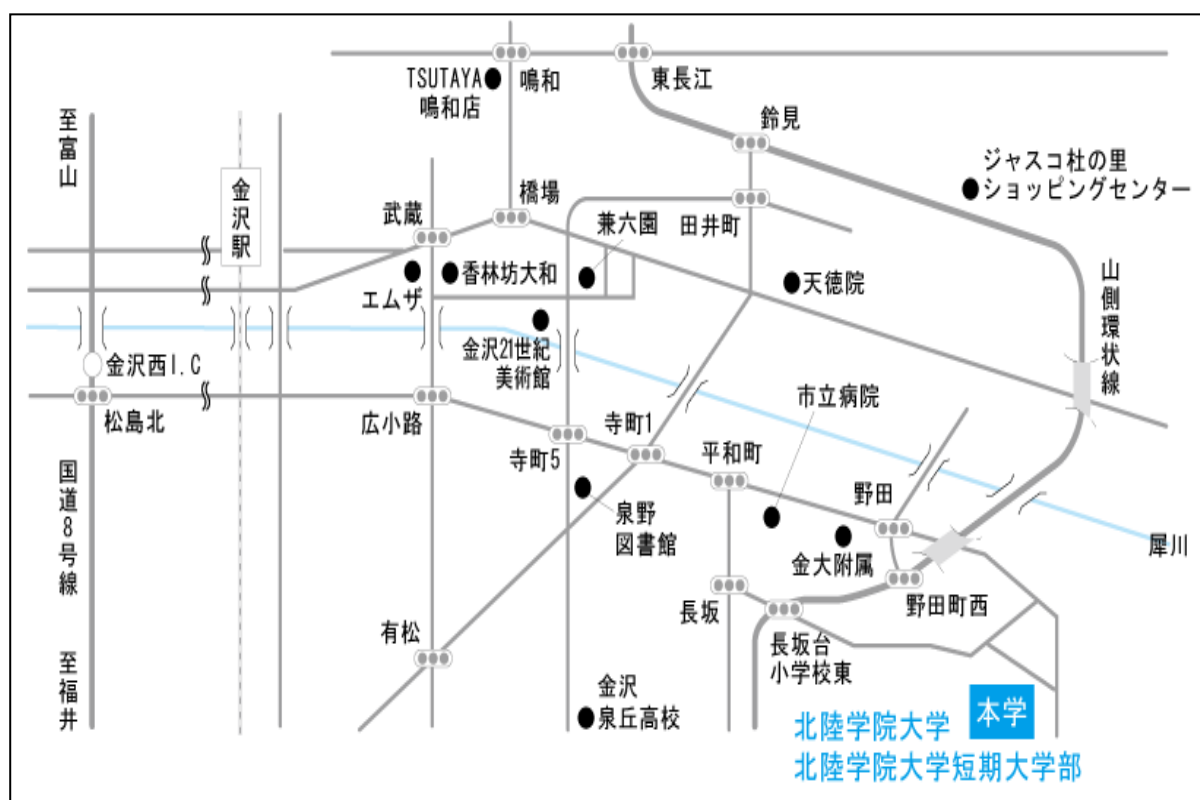 TSUTAYA
鳴和店
鳴和
東長江
至富山
鈴見
ジャスコ杜の里
ショッピングセンター
金沢駅
武蔵
橋場
兼六園
田井町
エムザ
香林坊大和
天徳院
山側環状線
金沢21世紀
美術館
金沢西I.C
松島北
広小路
寺町5
寺町1
市立病院
平和町
野田
国道8号線
泉野
図書館
金大附属
犀川
野田町西
長坂
有松
長坂台
小学校東
至福井
金沢
泉丘高校
本学
北陸学院大学
北陸学院大学短期大学部